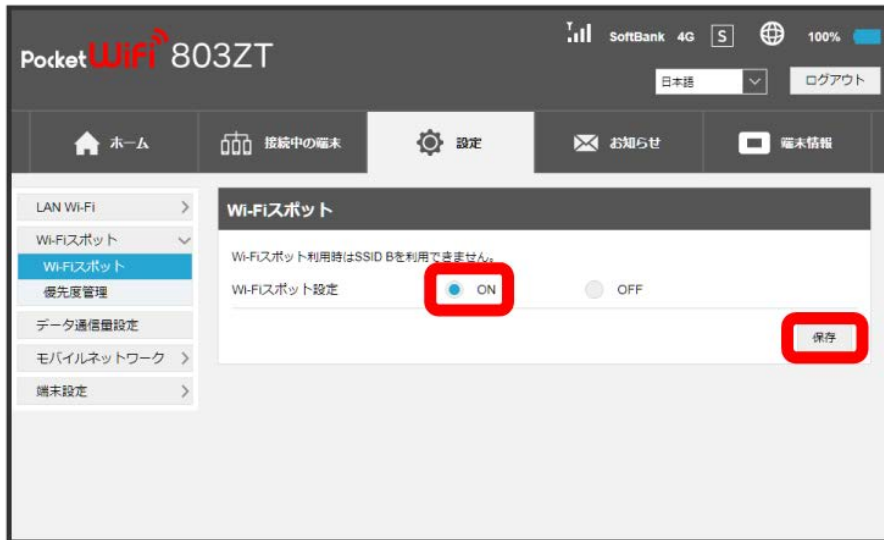 Pocket WiFi 803ZT
SoftBank 4G S 100%
日本語 ログアウト
ホーム 接続中の端末 設定 お知らせ 端末情報
LAN Wi-Fi
Wi-Fiスポット
Wi-Fiスポット
優先度管理
データ通信量設定
モバイルネットワーク
端末設定
Wi-Fiスポット
Wi-Fiスポット利用時はSSID Bを利用できません。
Wi-Fiスポット設定 ON OFF
保存